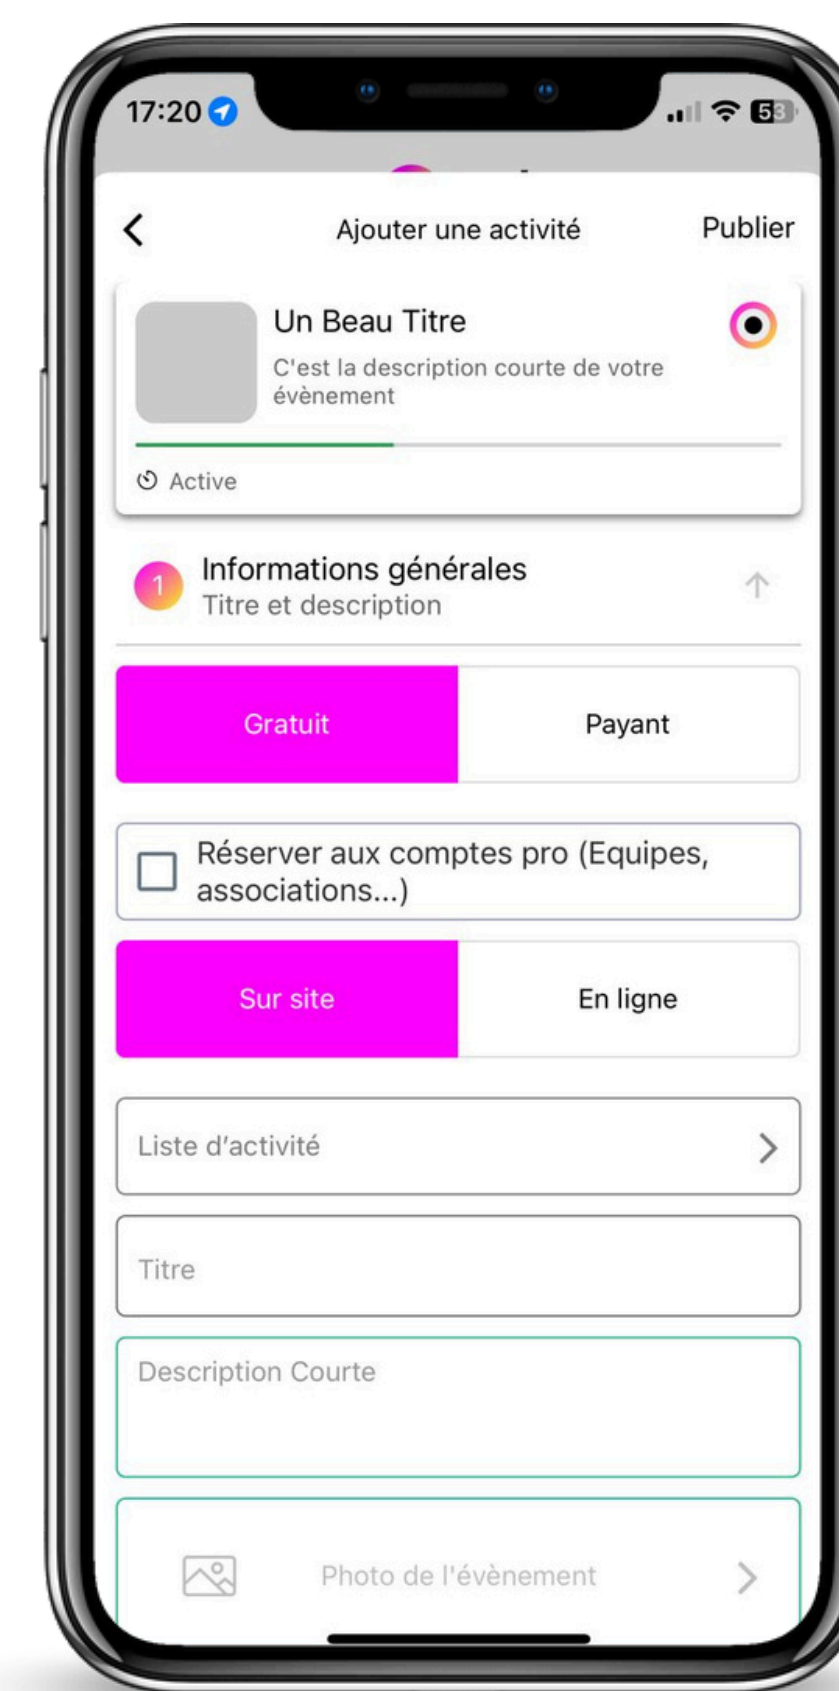 17:20
53
Ajouter une activité
Publier
Un Beau Titre
C'est la description courte de votre
évènement
Active
1
Informations générales
Titre et description
Gratuit
Payant
Réserver aux comptes pro (Equipes,
associations...)
Sur site
En ligne
Liste d'activité
Titre
Description Courte
Photo de l'évènement